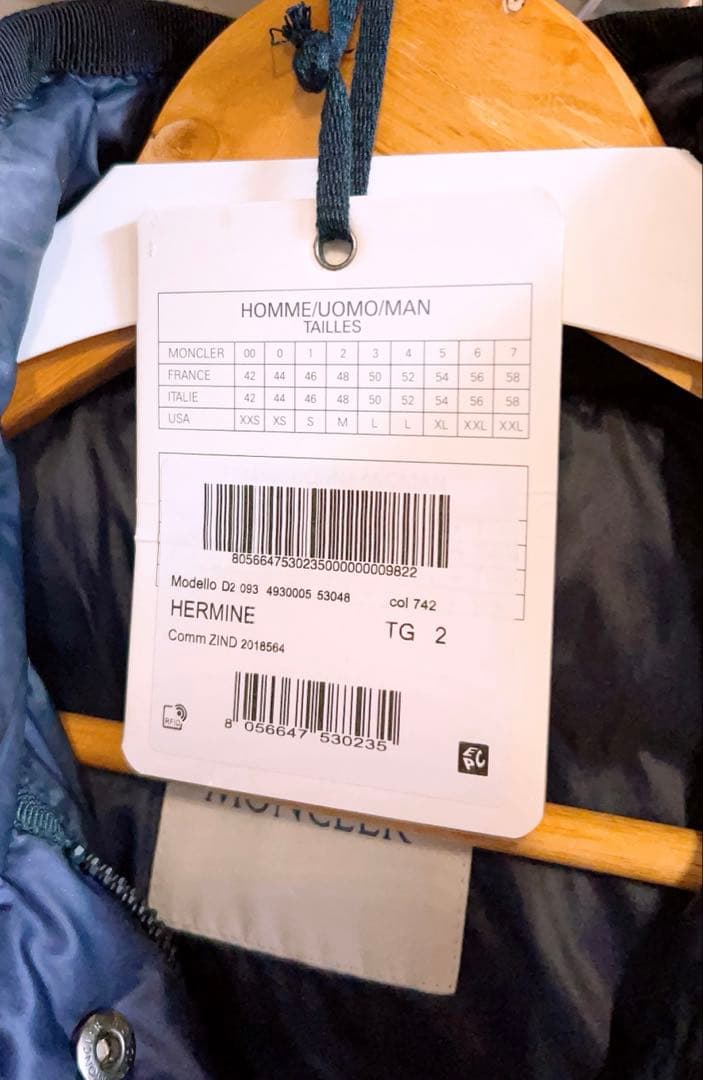 HOMME/UOMO/MAN
TAILLES
MONCLER 00 0 1 2 3 4 5 6 7
FRANCE 42 44 46 48 50 52 54 56 58
ITALIE 42 44 46 48 50 52 54 56 58
USA XXS XS S M L L XL XXL XXL
8056647530235000000009822
Modello D2 093 4930005 53048 col 742
HERMINE TG 2
Comm ZIND 2018564
RFID
8 056647 530235
EPC
MONCLER
MONCLER